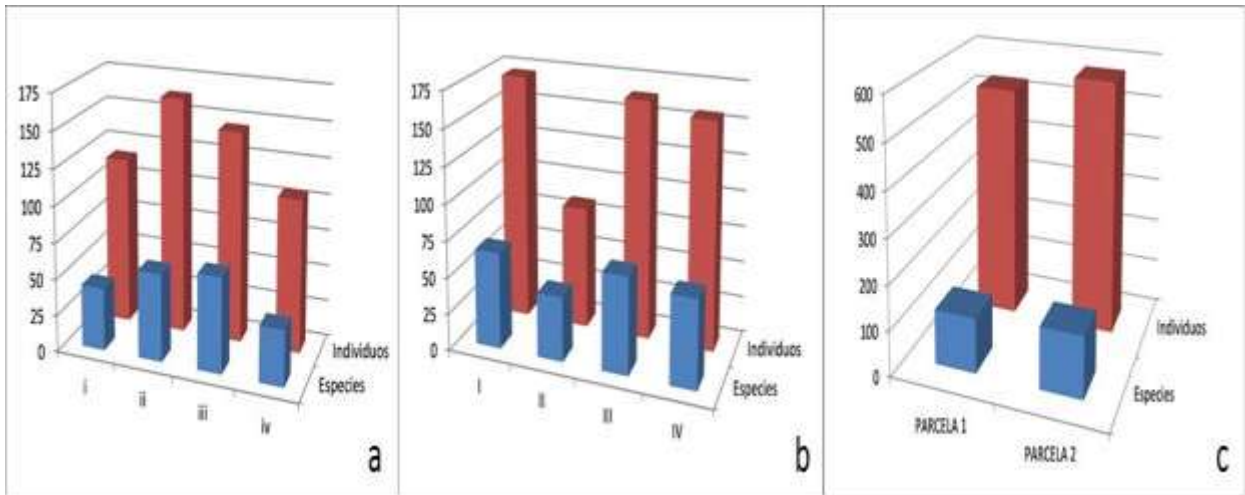 175
150
125
100
75
50
25
0
i
ii
iii
iv
Individuos
Especies
a
175
150
125
100
75
50
25
0
I
II
III
IV
Individuos
Especies
b
600
500
400
300
200
100
0
PARCELA 1
PARCELA 2
Individuos
Especies
c